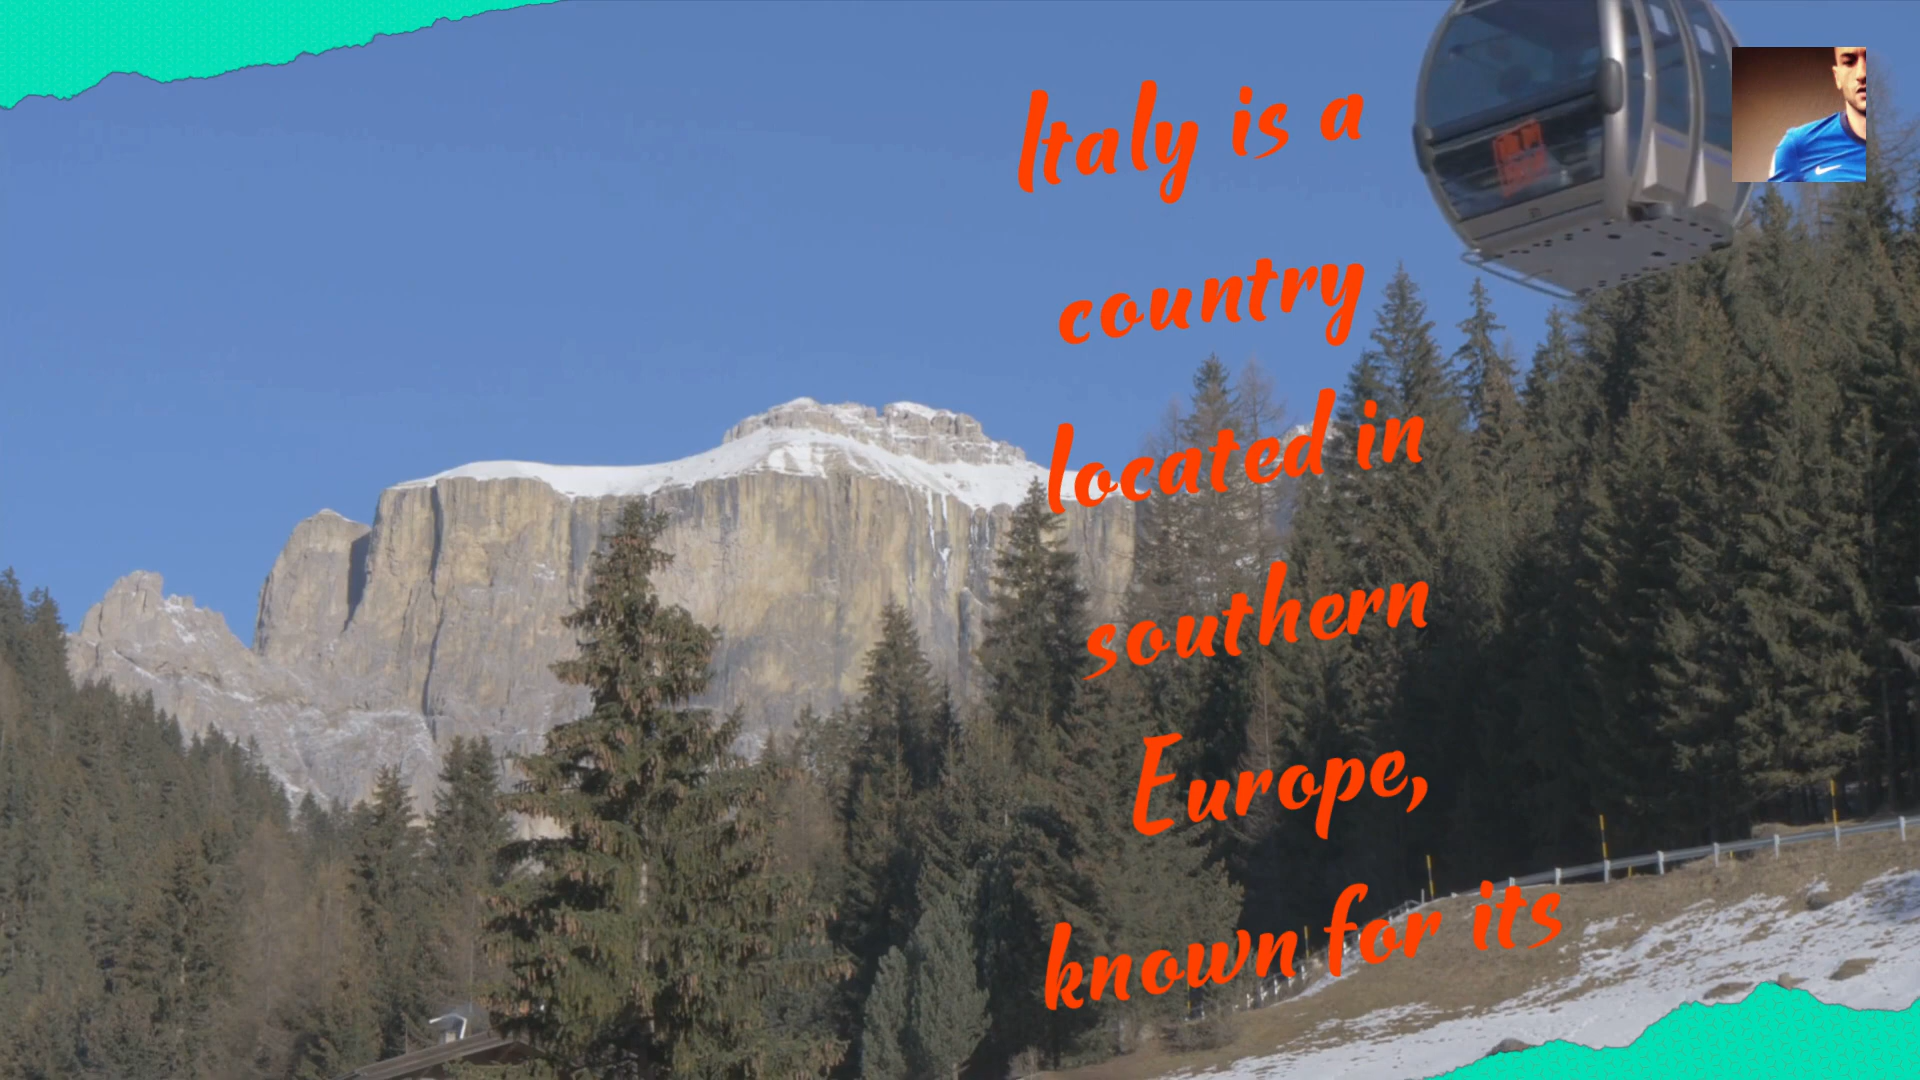 Italy is a
country
located in
southern
Europe,
known for its